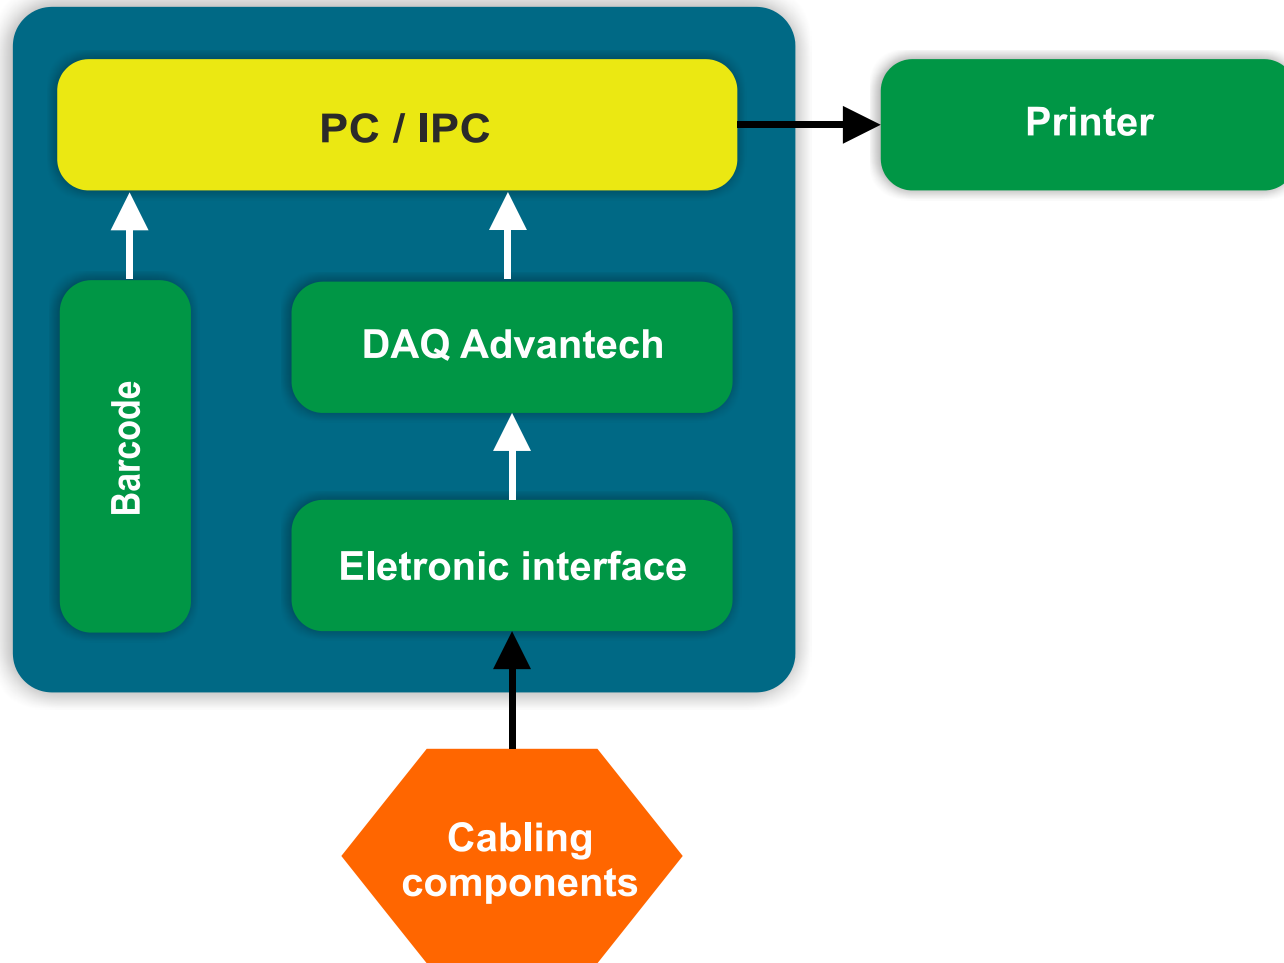 PC / IPC
Printer
DAQ Advantech
Barcode
Eletronic interface
Cabling
components